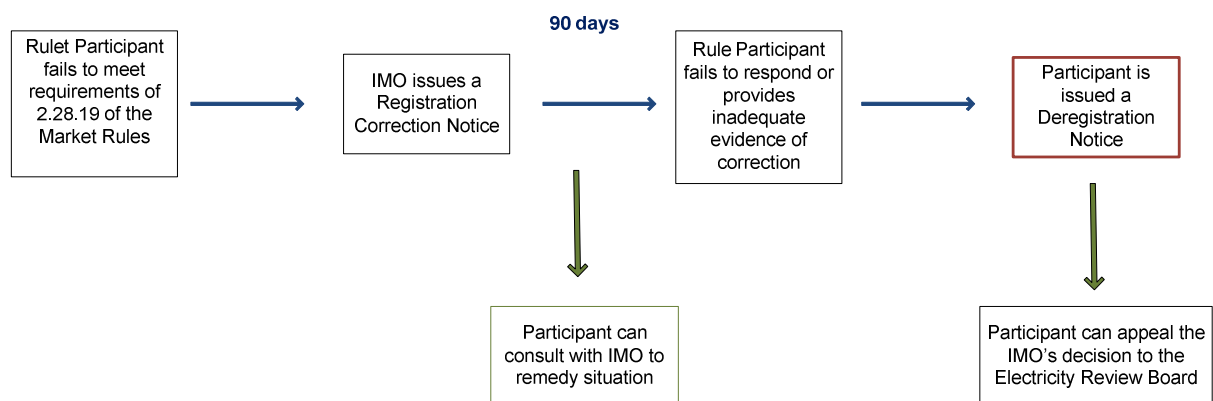 90 days
Rulet Participant
fails to meet
requirements of
2.28.19 of the
Market Rules
IMO issues a
Registration
Correction Notice
Rule Participant
fails to respond or
provides
inadequate
evidence of
correction
Participant is
issued a
Deregistration
Notice
Participant can
consult with IMO to
remedy situation
Participant can appeal the
IMO's decision to the
Electricity Review Board